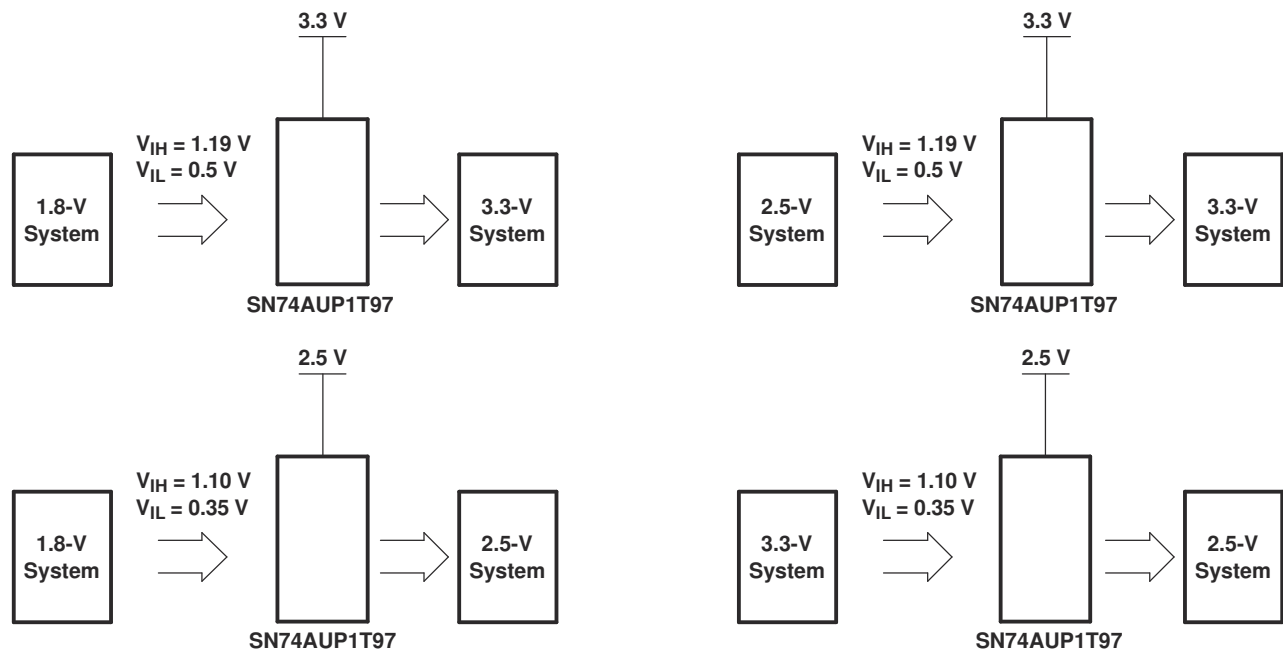 3.3 V
V_IH = 1.19 V
V_IL = 0.5 V
1.8-V
System
3.3-V
System
SN74AUP1T97
3.3 V
V_IH = 1.19 V
V_IL = 0.5 V
2.5-V
System
3.3-V
System
SN74AUP1T97
2.5 V
V_IH = 1.10 V
V_IL = 0.35 V
1.8-V
System
2.5-V
System
SN74AUP1T97
2.5 V
V_IH = 1.10 V
V_IL = 0.35 V
3.3-V
System
2.5-V
System
SN74AUP1T97